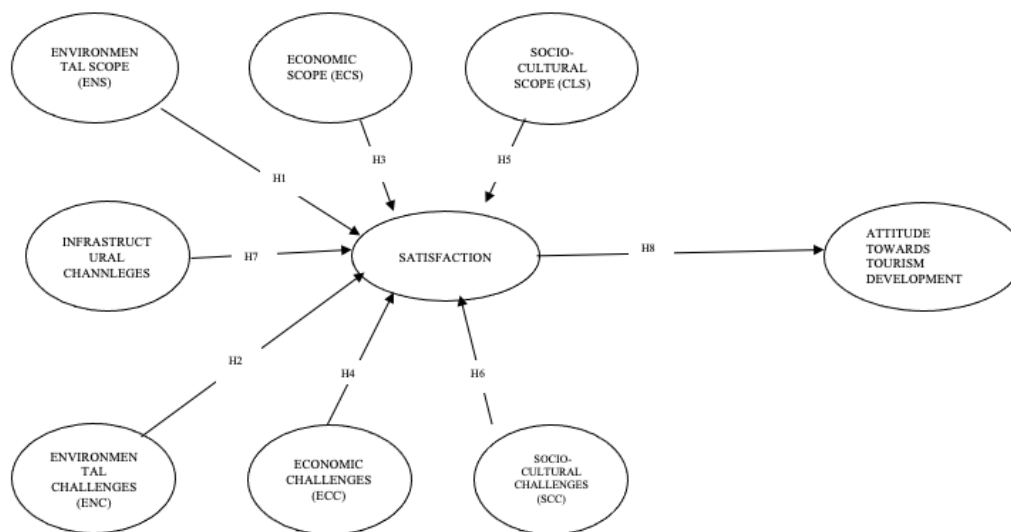 ENVIRONMEN
TAL SCOPE
(ENS)
ECONOMIC
SCOPE (ECS)
SOCIO-
CULTURAL
SCOPE (CLS)
H1
H3
H5
INFRASTRUCT
URAL
CHANNLEGES
H7
SATISFACTION
H8
ATTITUDE
TOWARDS
TOURISM
DEVELOPMENT
H2
H4
H6
ENVIRONMEN
TAL
CHALLENGES
(ENC)
ECONOMIC
CHALLENGES
(ECC)
SOCIO-
CULTURAL
CHALLENGES
(SCC)